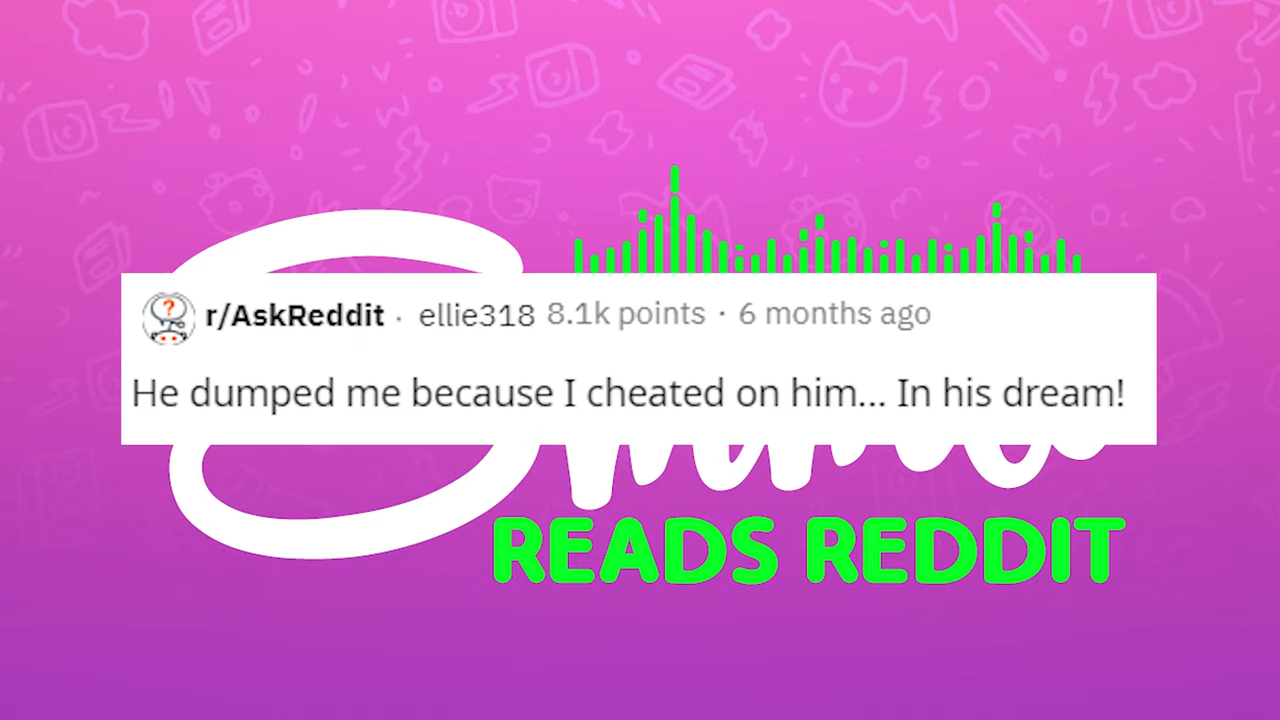 r/AskReddit · ellie318 8.1k points · 6 months ago
He dumped me because I cheated on him... In his dream!
READS REDDIT